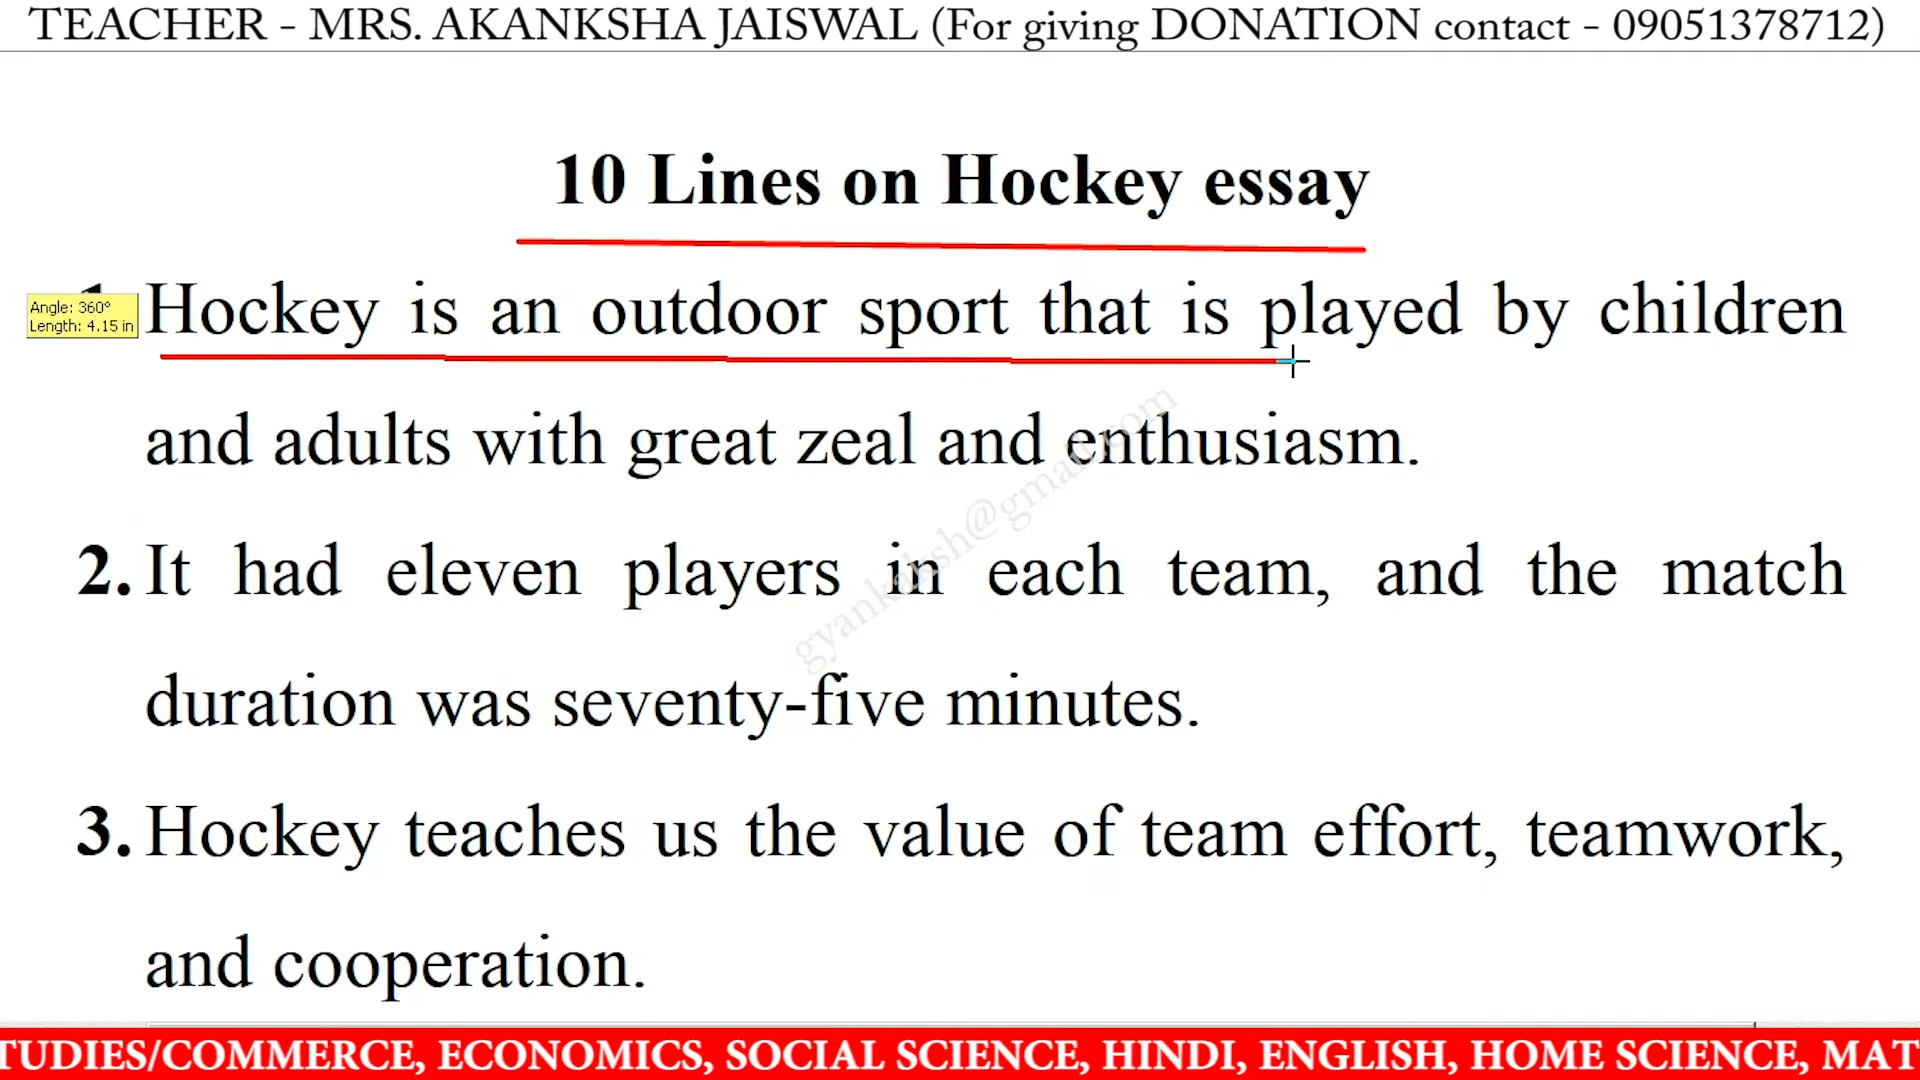 TEACHER - MRS. AKANKSHA JAISWAL (For giving DONATION contact - 09051378712)
10 Lines on Hockey essay
Angle: 360°
Length: 4.15 in
Hockey is an outdoor sport that is played by children
and adults with great zeal and enthusiasm.
2. It had eleven players in each team, and the match
duration was seventy-five minutes.
3. Hockey teaches us the value of team effort, teamwork,
and cooperation.
gyankaksh@gmail.com
TUDIES/COMMERCE, ECONOMICS, SOCIAL SCIENCE, HINDI, ENGLISH, HOME SCIENCE, MAT